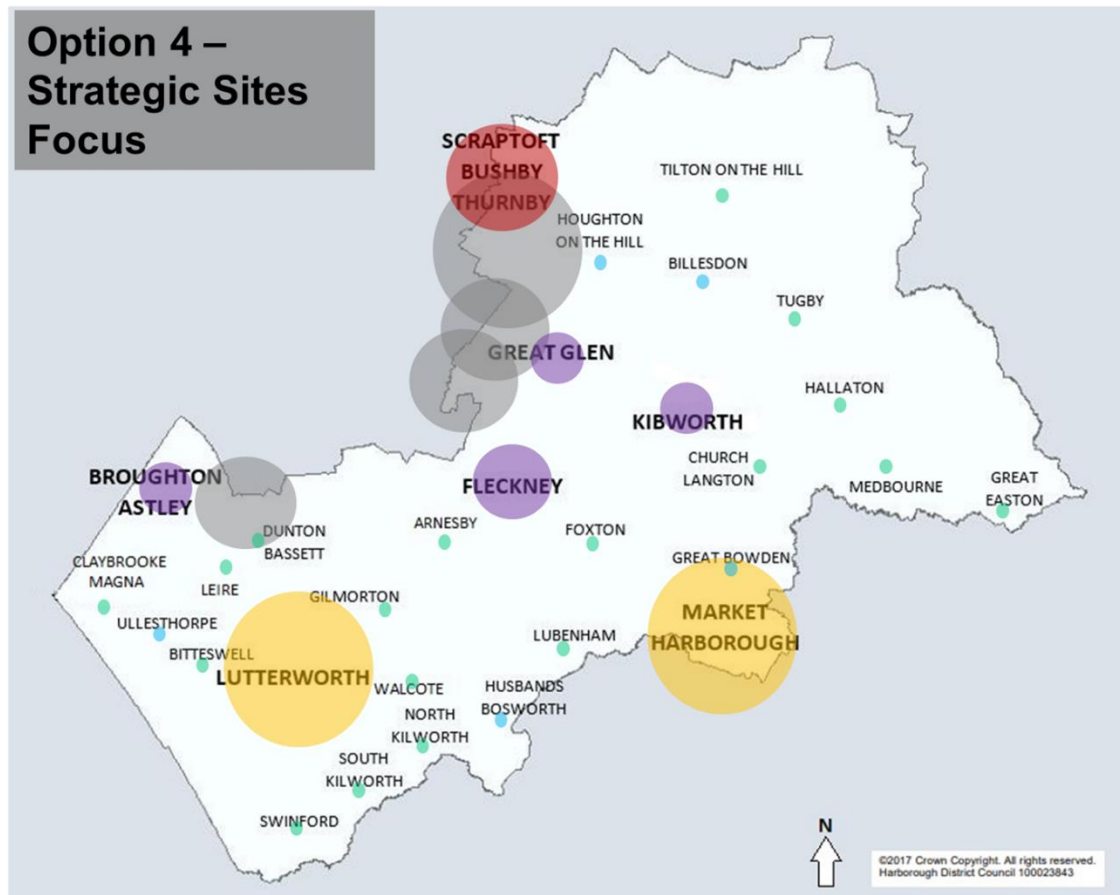 Option 4 –
Strategic Sites
Focus
SCRAPTOFT
BUSHBY
THURNBY
TILTON ON THE HILL
HOUGHTON
ON THE HILL
BILLESDON
TUGBY
GREAT GLEN
HALLATON
KIBWORTH
CHURCH
LANGTON
MEDBOURNE
GREAT
EASTON
BROUGHTON
ASTLEY
FLECKNEY
DUNTON
BASSETT
ARNESBY
FOXTON
CLAYBROOKE
MAGNA
LEIRE
GILMORTON
GREAT BOWDEN
MARKET
HARBOROUGH
ULLESTHORPE
BITTESWELL
LUTTERWORTH
LUBENHAM
WALCOTE
HUSBANDS
BOSWORTH
NORTH
KILWORTH
SOUTH
KILWORTH
SWINFORD
N
©2017 Crown Copyright. All rights reserved.
Harborough District Council 100023843